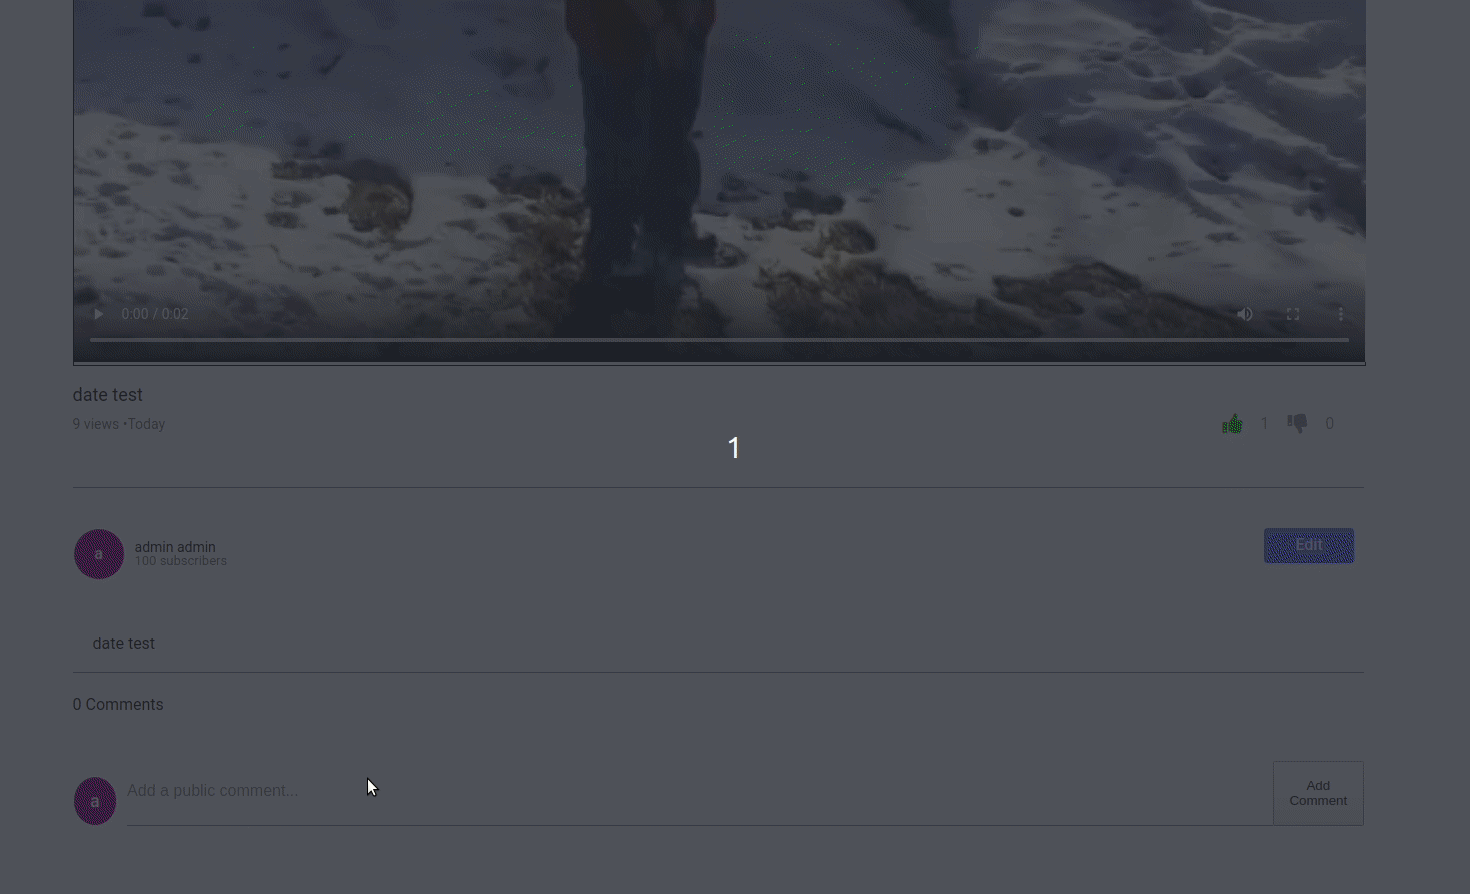 0:00 / 0:02
date test
9 views •Today
1
0
1
a
admin admin
100 subscribers
Edit
date test
0 Comments
a
Add a public comment...
Add
Comment